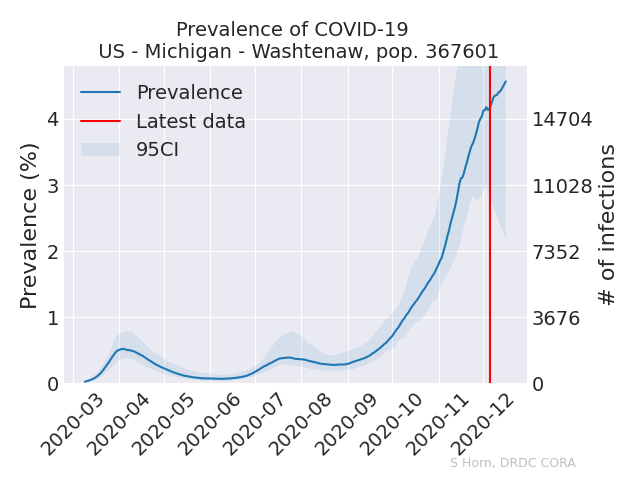 Prevalence of COVID-19
US - Michigan - Washtenaw, pop. 367601
Prevalence
Latest data
95CI
Prevalence (%)
4
3
2
1
0
14704
11028
7352
3676
0
# of infections
2020-03
2020-04
2020-05
2020-06
2020-07
2020-08
2020-09
2020-10
2020-11
2020-12
S Horn, DRDC CORA